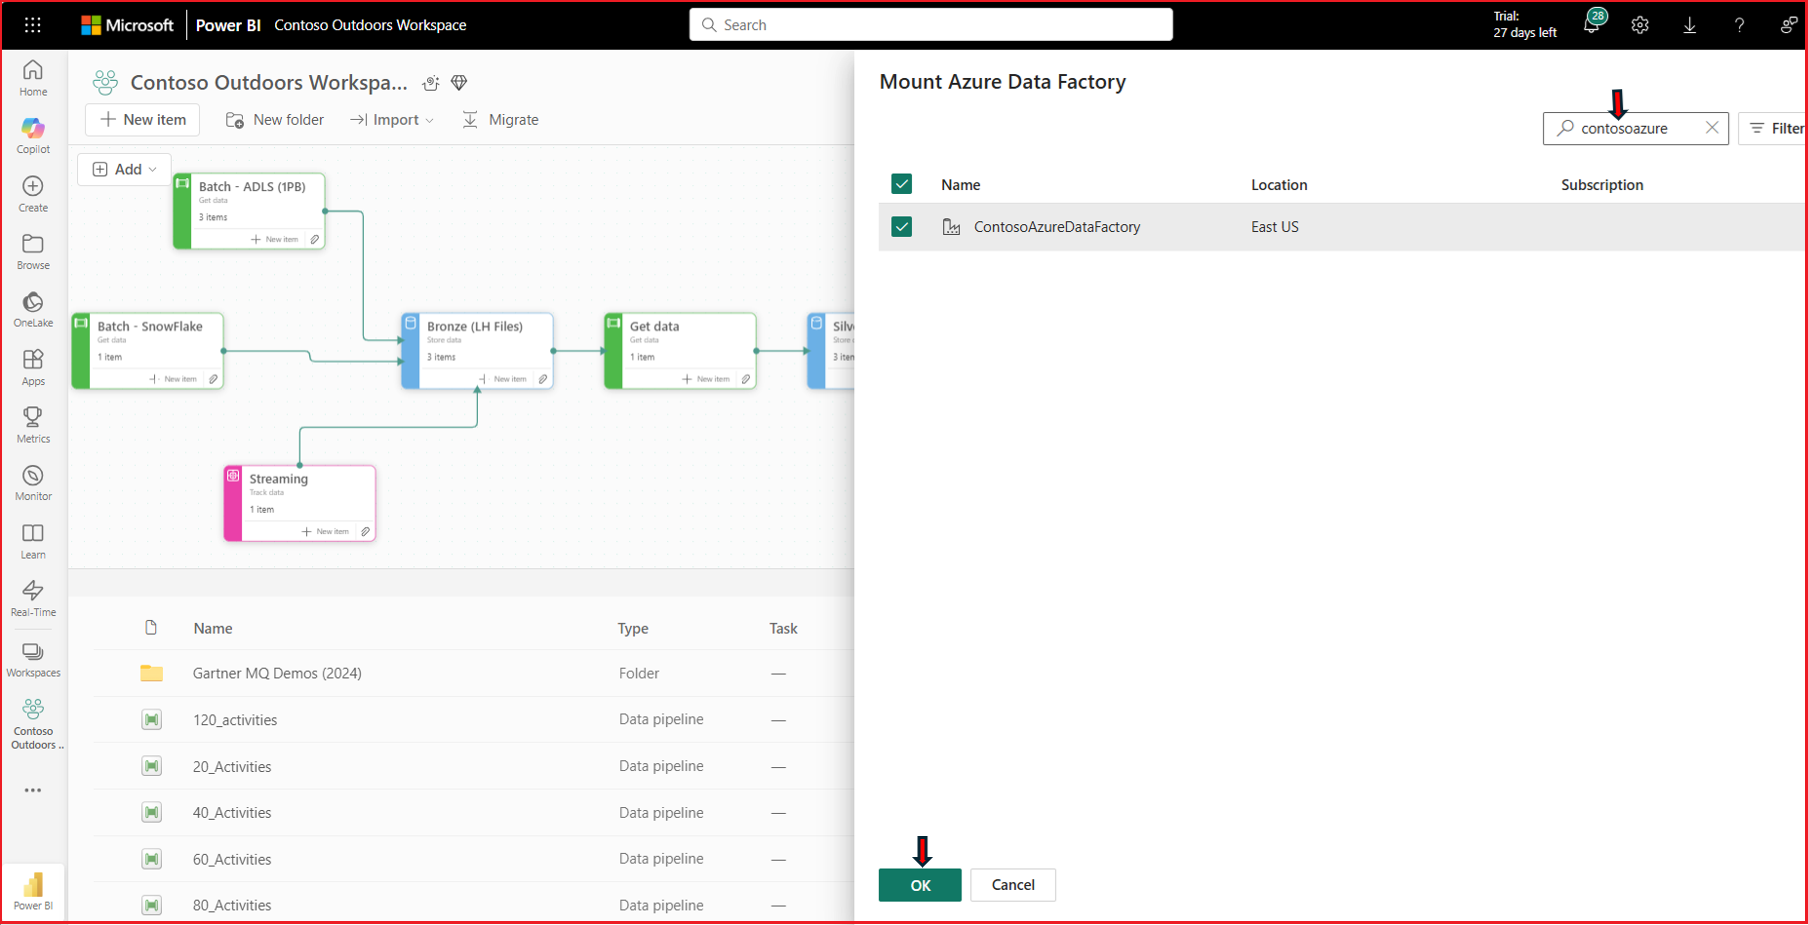 Microsoft Power BI Contoso Outdoors Workspace
Search
Trial:
27 days left
28
Home
Copilot
Create
Browse
OneLake
Apps
Metrics
Monitor
Learn
Real-Time
Workspaces
Contoso
Outdoors ..
Power BI
Contoso Outdoors Workspa...
New item
New folder
Import
Migrate
Add
Batch - ADLS (1PB)
Get data
3 items
New item
Batch - SnowFlake
Get data
1 item
New item
Bronze (LH Files)
Store data
3 items
New item
Get data
Get data
1 item
New item
Silve
Store d
3 iten
Streaming
Track data
1 item
New item
Name Type Task
Gartner MQ Demos (2024) Folder —
120_activities Data pipeline —
20_Activities Data pipeline —
40_Activities Data pipeline —
60_Activities Data pipeline —
80_Activities Data pipeline —
Mount Azure Data Factory
contosoazure
Filter
Name Location Subscription
ContosoAzureDataFactory East US
OK
Cancel